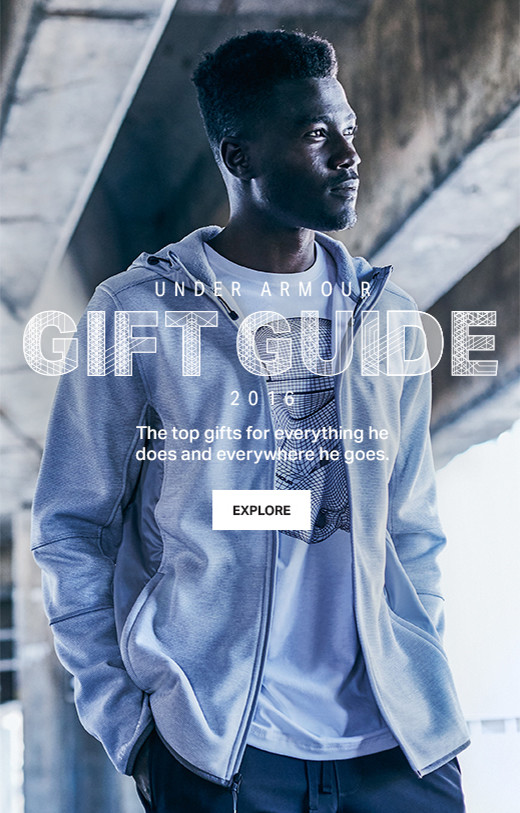 UNDER ARMOUR
GIFT GUIDE
2016
The top gifts for everything he
does and everywhere he goes.
EXPLORE